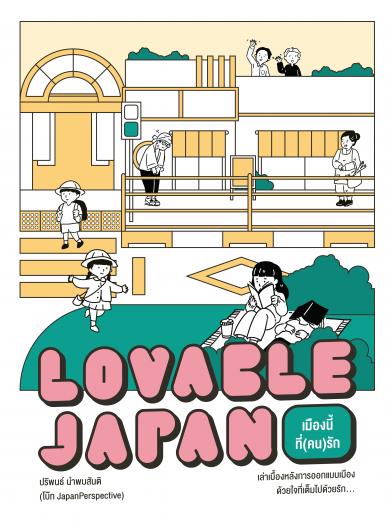 LOVABLE
JAPAN
เมืองนี้
ที่(คน)รัก
ปริพนธ์ นำพบสันติ
(โบ๊ท JapanPerspective)
เล่าเบื้องหลังการออกแบบเมือง
ด้วยใจที่เต็มไปด้วยรัก...